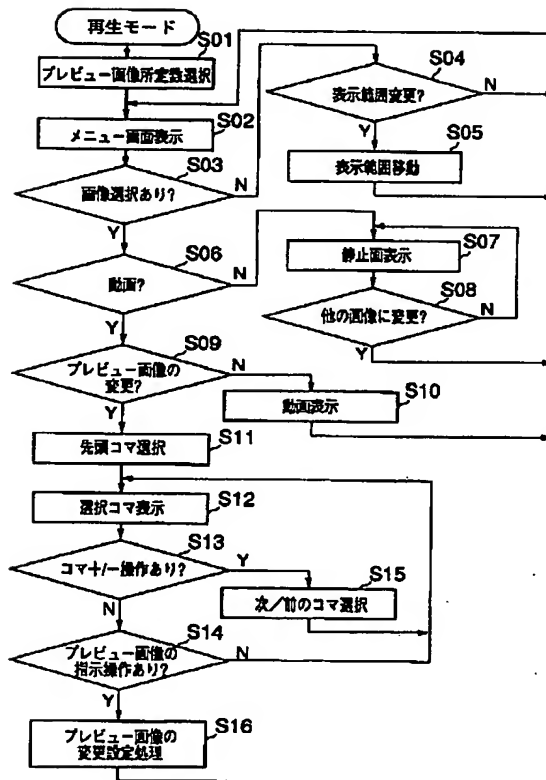 再生モード
S01
プレビュー画像所定数選択
S02
メニュー画面表示
S03
画像選択あり?
N
Y
S04
表示範囲変更?
N
Y
S05
表示範囲移動
S06
動画?
N
Y
S07
静止面表示
S08
他の画像に変更?
N
Y
S09
プレビュー画像の
変更?
N
Y
S10
動画表示
S11
先頭コマ選択
S12
選択コマ表示
S13
コマ+/ー操作あり?
Y
N
S15
次/前のコマ選択
S14
プレビュー画像の
指示操作あり?
N
Y
S16
プレビュー画像の
変更設定処理